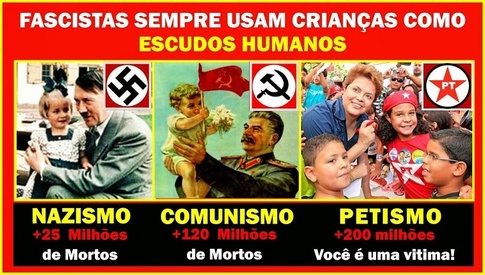 FASCISTAS SEMPRE USAM CRIANÇAS COMO
ESCUDOS HUMANOS
PT
NAZISMO
+25 Milhões
de Mortos
COMUNISMO
+120 Milhões
de Mortos
PETISMO
+200 milhões
Você é uma vitima!